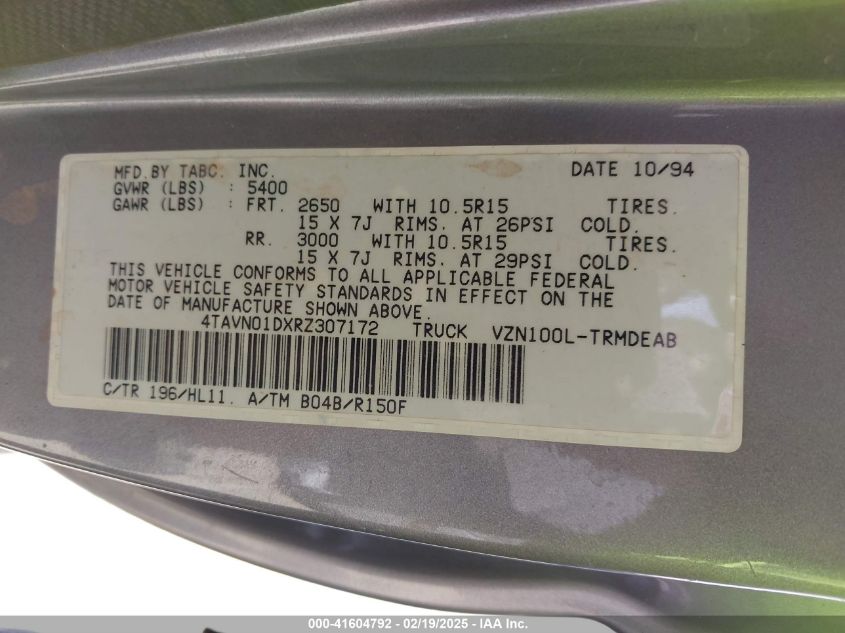 MFD.BY TABC. INC. DATE 10/94
GVWR (LBS) : 5400
GAWR (LBS) : FRT. 2650 WITH 10.5R15 TIRES.
15 X 7J RIMS. AT 26PSI COLD.
RR. 3000 WITH 10.5R15 TIRES.
15 X 7J RIMS. AT 29PSI COLD.
THIS VEHICLE CONFORMS TO ALL APPLICABLE FEDERAL
MOTOR VEHICLE SAFETY STANDARDS IN EFFECT ON THE
DATE OF MANUFACTURE SHOWN ABOVE.
4TAVN01DXRZ307172 TRUCK VZN100L-TRMDEAB
C/TR 196/HL11. A/TM B04B/R150F
000-41604792 - 02/19/2025 - IAA Inc.